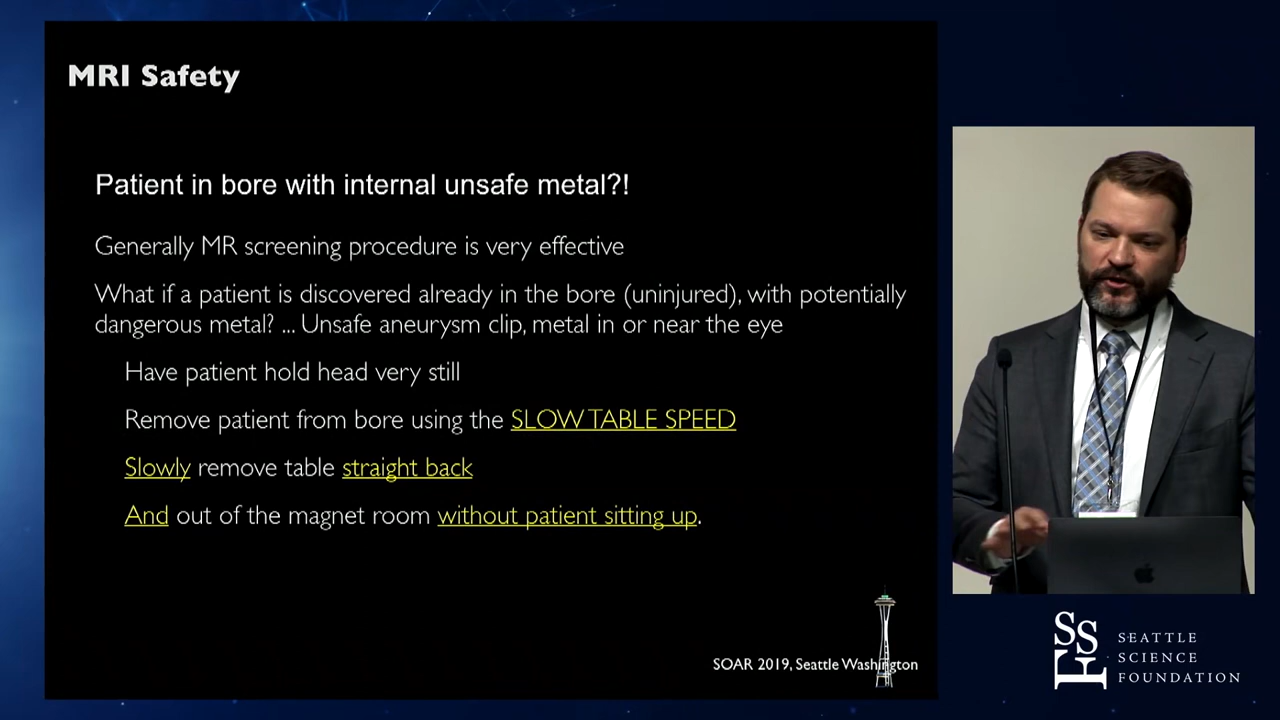 MRI Safety
Patient in bore with internal unsafe metal?!
Generally MR screening procedure is very effective
What if a patient is discovered already in the bore (uninjured), with potentially
dangerous metal? ... Unsafe aneurysm clip, metal in or near the eye
Have patient hold head very still
Remove patient from bore using the SLOW TABLE SPEED
Slowly remove table straight back
And out of the magnet room without patient sitting up.
SOAR 2019, Seattle Washington
SSF
SEATTLE
SCIENCE
FOUNDATION